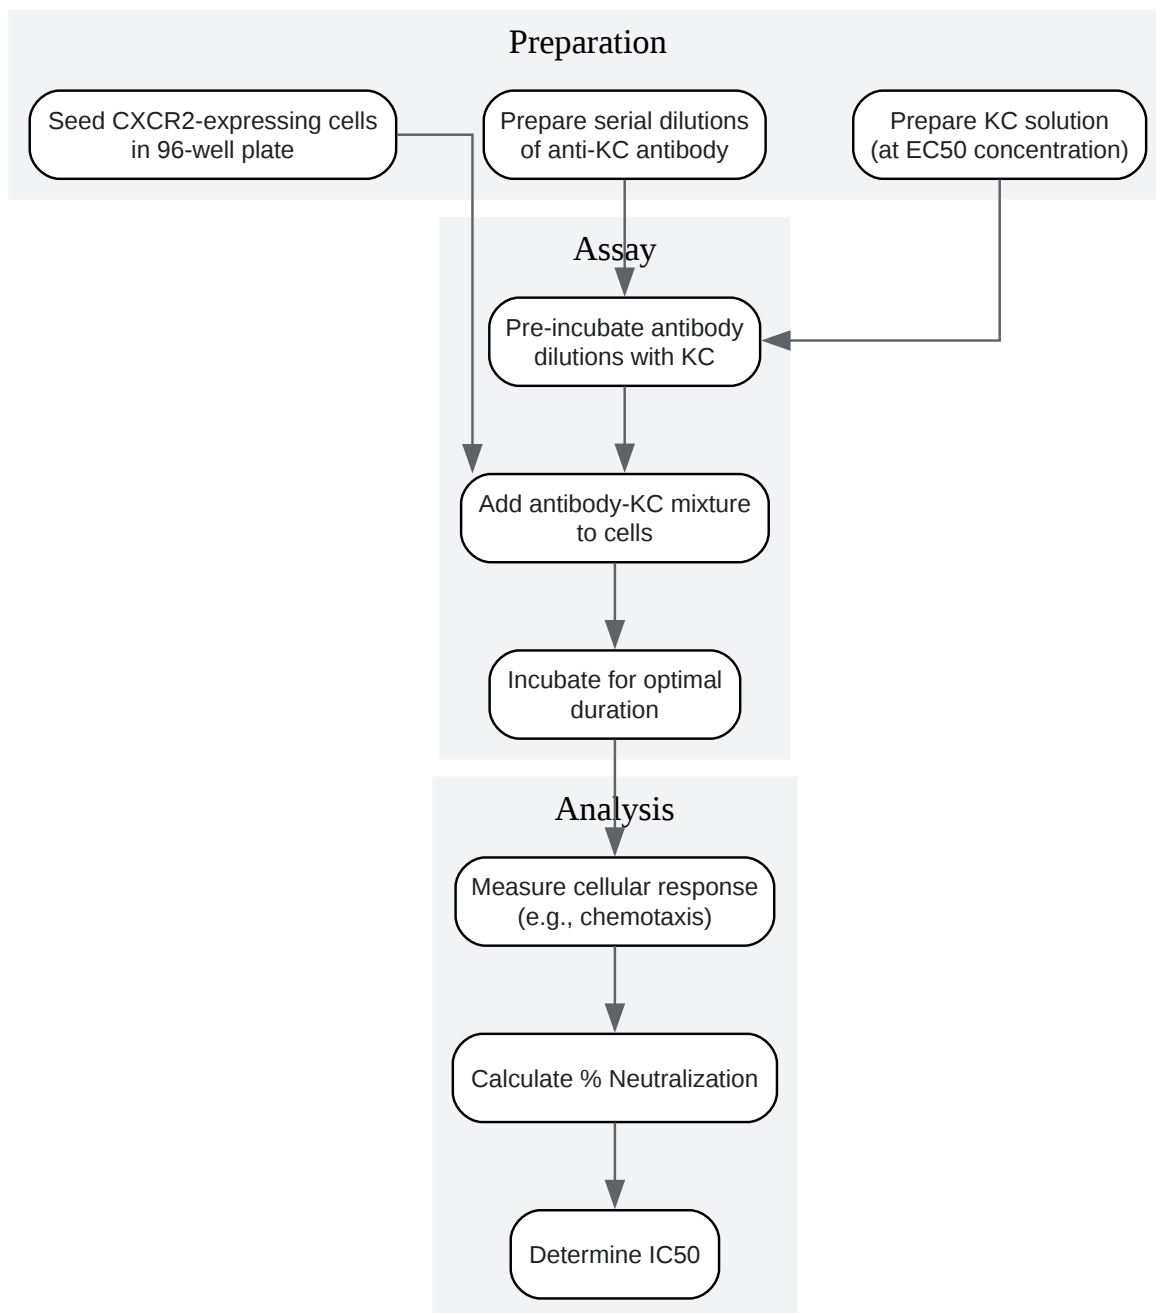 Preparation
Seed CXCR2-expressing cells
in 96-well plate
Prepare serial dilutions
of anti-KC antibody
Prepare KC solution
(at EC50 concentration)
Assay
Pre-incubate antibody
dilutions with KC
Add antibody-KC mixture
to cells
Incubate for optimal
duration
Analysis
Measure cellular response
(e.g., chemotaxis)
Calculate % Neutralization
Determine IC50